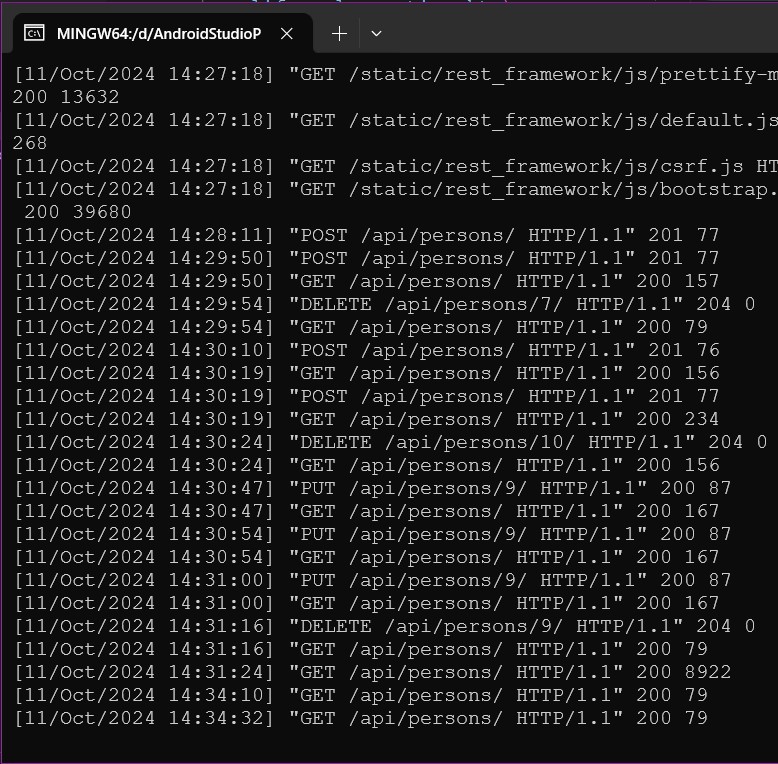 MINGW64:/d/AndroidStudioP
[11/Oct/2024 14:27:18] "GET /static/rest_framework/js/prettify-m
200 13632
[11/Oct/2024 14:27:18] "GET /static/rest_framework/js/default.js
268
[11/Oct/2024 14:27:18] "GET /static/rest_framework/js/csrf.js HT
[11/Oct/2024 14:27:18] "GET /static/rest_framework/js/bootstrap.
200 39680
[11/Oct/2024 14:28:11] "POST /api/persons/ HTTP/1.1" 201 77
[11/Oct/2024 14:29:50] "POST /api/persons/ HTTP/1.1" 201 77
[11/Oct/2024 14:29:50] "GET /api/persons/ HTTP/1.1" 200 157
[11/Oct/2024 14:29:54] "DELETE /api/persons/7/ HTTP/1.1" 204 0
[11/Oct/2024 14:29:54] "GET /api/persons/ HTTP/1.1" 200 79
[11/Oct/2024 14:30:10] "POST /api/persons/ HTTP/1.1" 201 76
[11/Oct/2024 14:30:19] "GET /api/persons/ HTTP/1.1" 200 156
[11/Oct/2024 14:30:19] "POST /api/persons/ HTTP/1.1" 201 77
[11/Oct/2024 14:30:19] "GET /api/persons/ HTTP/1.1" 200 234
[11/Oct/2024 14:30:24] "DELETE /api/persons/10/ HTTP/1.1" 204 0
[11/Oct/2024 14:30:24] "GET /api/persons/ HTTP/1.1" 200 156
[11/Oct/2024 14:30:47] "PUT /api/persons/9/ HTTP/1.1" 200 87
[11/Oct/2024 14:30:47] "GET /api/persons/ HTTP/1.1" 200 167
[11/Oct/2024 14:30:54] "PUT /api/persons/9/ HTTP/1.1" 200 87
[11/Oct/2024 14:30:54] "GET /api/persons/ HTTP/1.1" 200 167
[11/Oct/2024 14:31:00] "PUT /api/persons/9/ HTTP/1.1" 200 87
[11/Oct/2024 14:31:00] "GET /api/persons/ HTTP/1.1" 200 167
[11/Oct/2024 14:31:16] "DELETE /api/persons/9/ HTTP/1.1" 204 0
[11/Oct/2024 14:31:16] "GET /api/persons/ HTTP/1.1" 200 79
[11/Oct/2024 14:31:24] "GET /api/persons/ HTTP/1.1" 200 8922
[11/Oct/2024 14:34:10] "GET /api/persons/ HTTP/1.1" 200 79
[11/Oct/2024 14:34:32] "GET /api/persons/ HTTP/1.1" 200 79